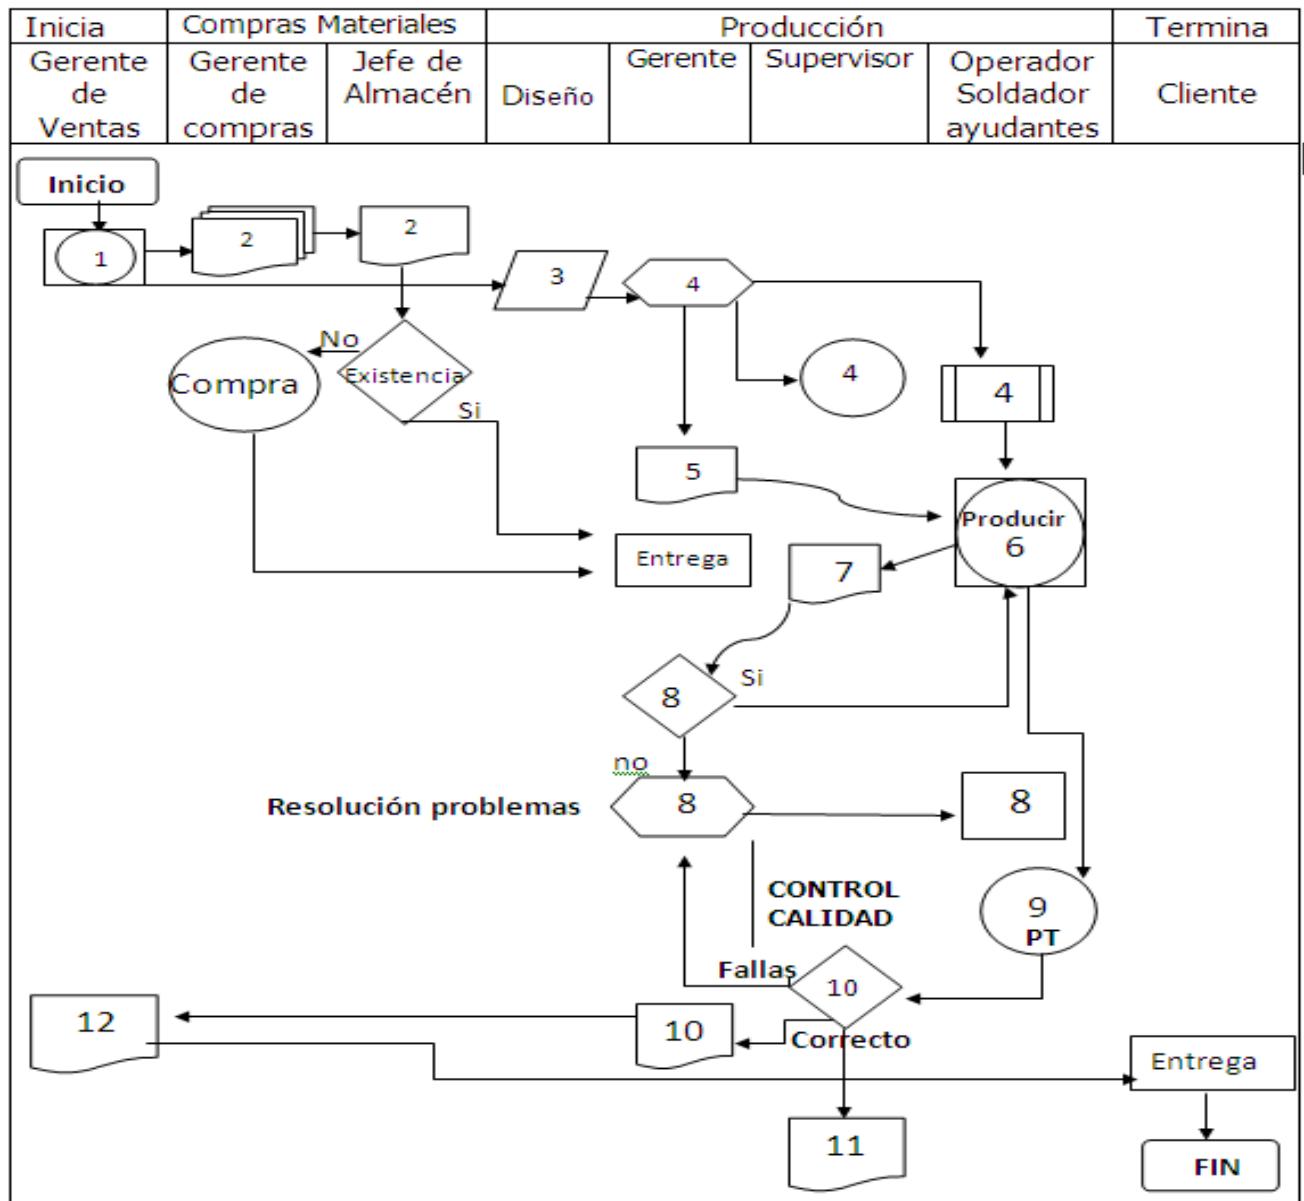 Inicia
Compras Materiales
Producción
Termina
Gerente
de
Ventas
Gerente
de
compras
Jefe de
Almacén
Diseño
Gerente
Supervisor
Operador
Soldador
ayudantes
Cliente
Inicio
1
2
2
3
4
No
Existencia
Compra
4
4
Si
5
Producir
6
Entrega
7
Si
8
no
Resolución problemas
8
8
CONTROL
CALIDAD
9
PT
Fallas
10
12
10
Correcto
Entrega
11
FIN